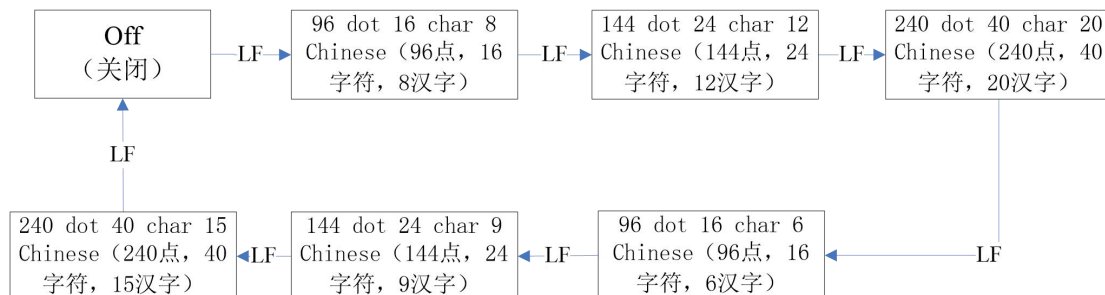 Off
（关闭）
LF
96 dot 16 char 8
Chinese（96点，16
字符，8汉字）
LF
144 dot 24 char 12
Chinese（144点，24
字符，12汉字）
LF
240 dot 40 char 20
Chinese（240点，40
字符，20汉字）
LF
96 dot 16 char 6
Chinese（96点，16
字符，6汉字）
LF
144 dot 24 char 9
Chinese（144点，24
字符，9汉字）
LF
240 dot 40 char 15
Chinese（240点，40
字符，15汉字）
LF